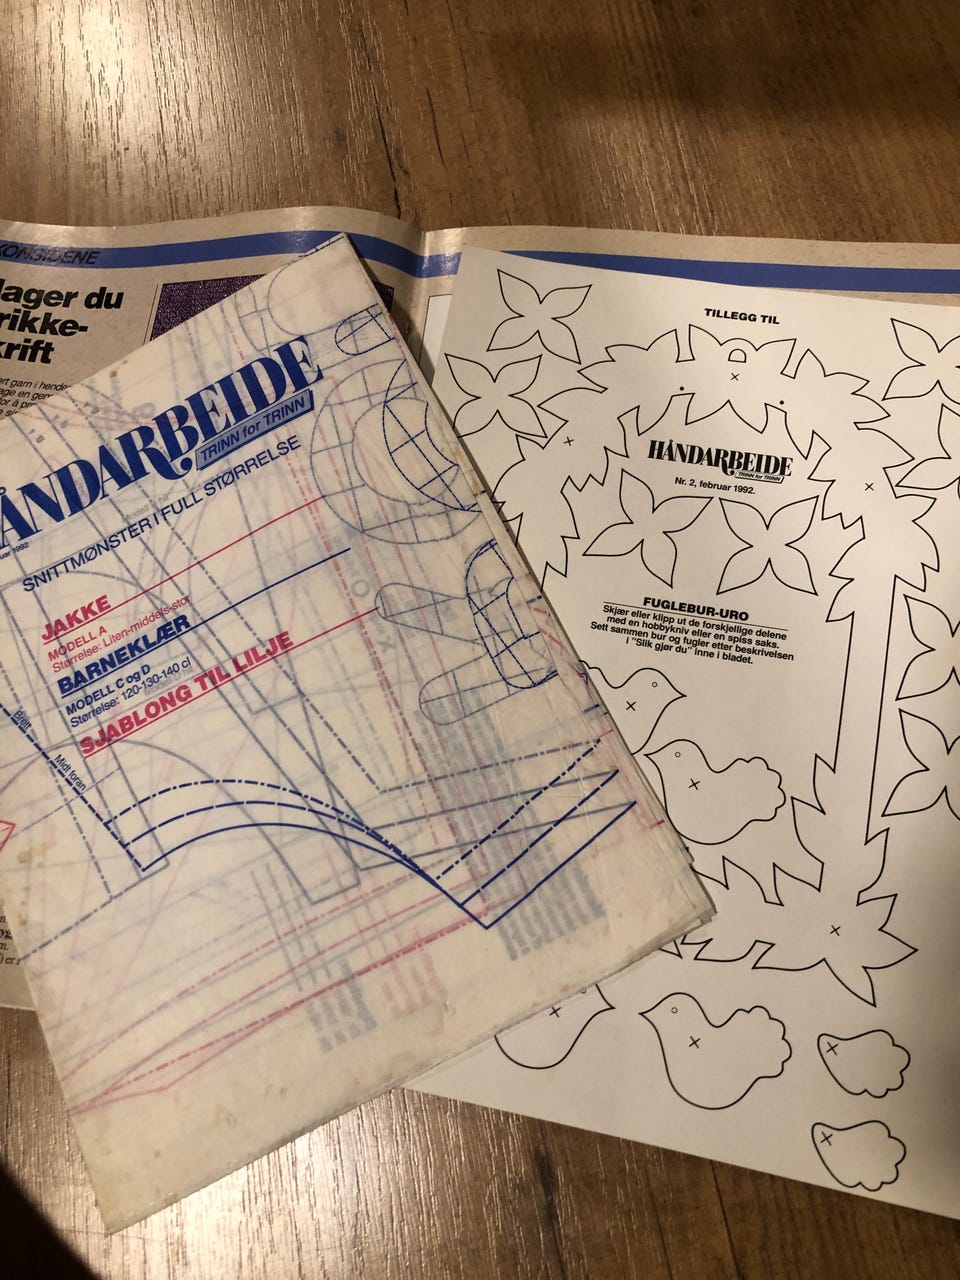 KONSIDENE
lager du
rikke-
krift
HÅNDARBEIDE
TRINN for TRINN
SNITTMØNSTER I FULL STØRRELSE
JAKKE
MODELL A
Størrelse: Liten-middels-stor
BARNEKLÆR
MODELL C og D
Størrelse: 120-130-140 cl
SJABLONG TIL LILJE
Midt foran
TILLEGG TIL
HÅNDARBEIDE
TRINN for TRINN
Nr. 2, februar 1992.
FUGLEBUR-URO
Skjær eller klipp ut de forskjellige delene
med en hobbykniv eller en spiss saks.
Sett sammen bur og fugler etter beskrivelsen
i "Slik gjør du" inne i bladet.